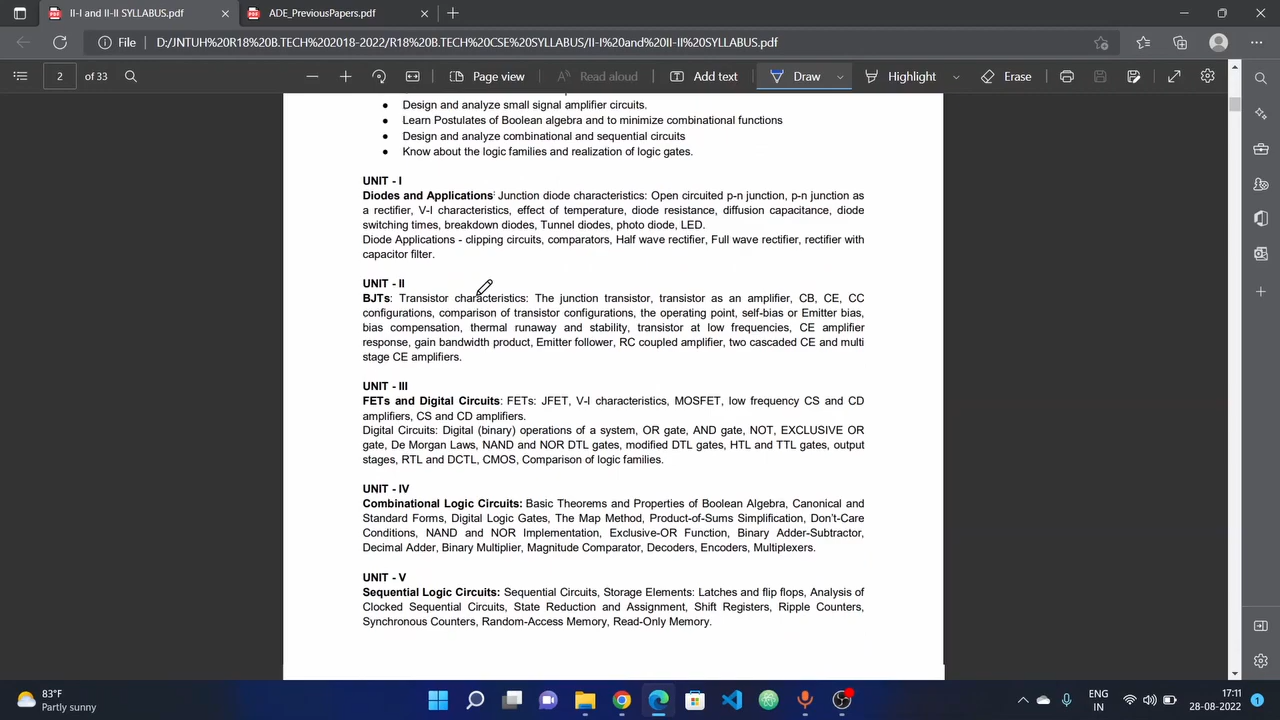 II-I and II-II SYLLABUS.pdf
ADE_PreviousPapers.pdf
File
D:/JNTUH%20R18%20B.TECH%202018-2022/R18%20B.TECH%20CSE%20SYLLABUS/II-I%20and%20II-II%20SYLLABUS.pdf
2 of 33
Page view
Read aloud
Add text
Draw
Highlight
Erase
● Design and analyze small signal amplifier circuits.
● Learn Postulates of Boolean algebra and to minimize combinational functions
● Design and analyze combinational and sequential circuits
● Know about the logic families and realization of logic gates.
UNIT - I
Diodes and Applications: Junction diode characteristics: Open circuited p-n junction, p-n junction as
a rectifier, V-I characteristics, effect of temperature, diode resistance, diffusion capacitance, diode
switching times, breakdown diodes, Tunnel diodes, photo diode, LED.
Diode Applications - clipping circuits, comparators, Half wave rectifier, Full wave rectifier, rectifier with
capacitor filter.
UNIT - II
BJTs: Transistor characteristics: The junction transistor, transistor as an amplifier, CB, CE, CC
configurations, comparison of transistor configurations, the operating point, self-bias or Emitter bias,
bias compensation, thermal runaway and stability, transistor at low frequencies, CE amplifier
response, gain bandwidth product, Emitter follower, RC coupled amplifier, two cascaded CE and multi
stage CE amplifiers.
UNIT - III
FETs and Digital Circuits: FETs: JFET, V-I characteristics, MOSFET, low frequency CS and CD
amplifiers, CS and CD amplifiers.
Digital Circuits: Digital (binary) operations of a system, OR gate, AND gate, NOT, EXCLUSIVE OR
gate, De Morgan Laws, NAND and NOR DTL gates, modified DTL gates, HTL and TTL gates, output
stages, RTL and DCTL, CMOS, Comparison of logic families.
UNIT - IV
Combinational Logic Circuits: Basic Theorems and Properties of Boolean Algebra, Canonical and
Standard Forms, Digital Logic Gates, The Map Method, Product-of-Sums Simplification, Don't-Care
Conditions, NAND and NOR Implementation, Exclusive-OR Function, Binary Adder-Subtractor,
Decimal Adder, Binary Multiplier, Magnitude Comparator, Decoders, Encoders, Multiplexers.
UNIT - V
Sequential Logic Circuits: Sequential Circuits, Storage Elements: Latches and flip flops, Analysis of
Clocked Sequential Circuits, State Reduction and Assignment, Shift Registers, Ripple Counters,
Synchronous Counters, Random-Access Memory, Read-Only Memory.
83°F
Partly sunny
ENG
IN
17:11
28-08-2022
1